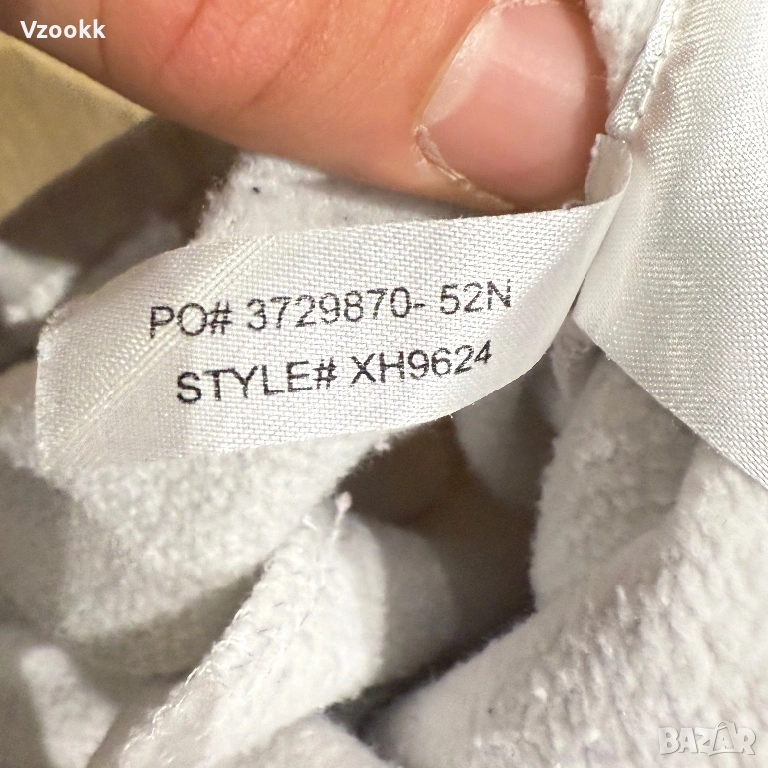 Vzookk
PO# 3729870- 52N
STYLE# XH9624
BAZAR